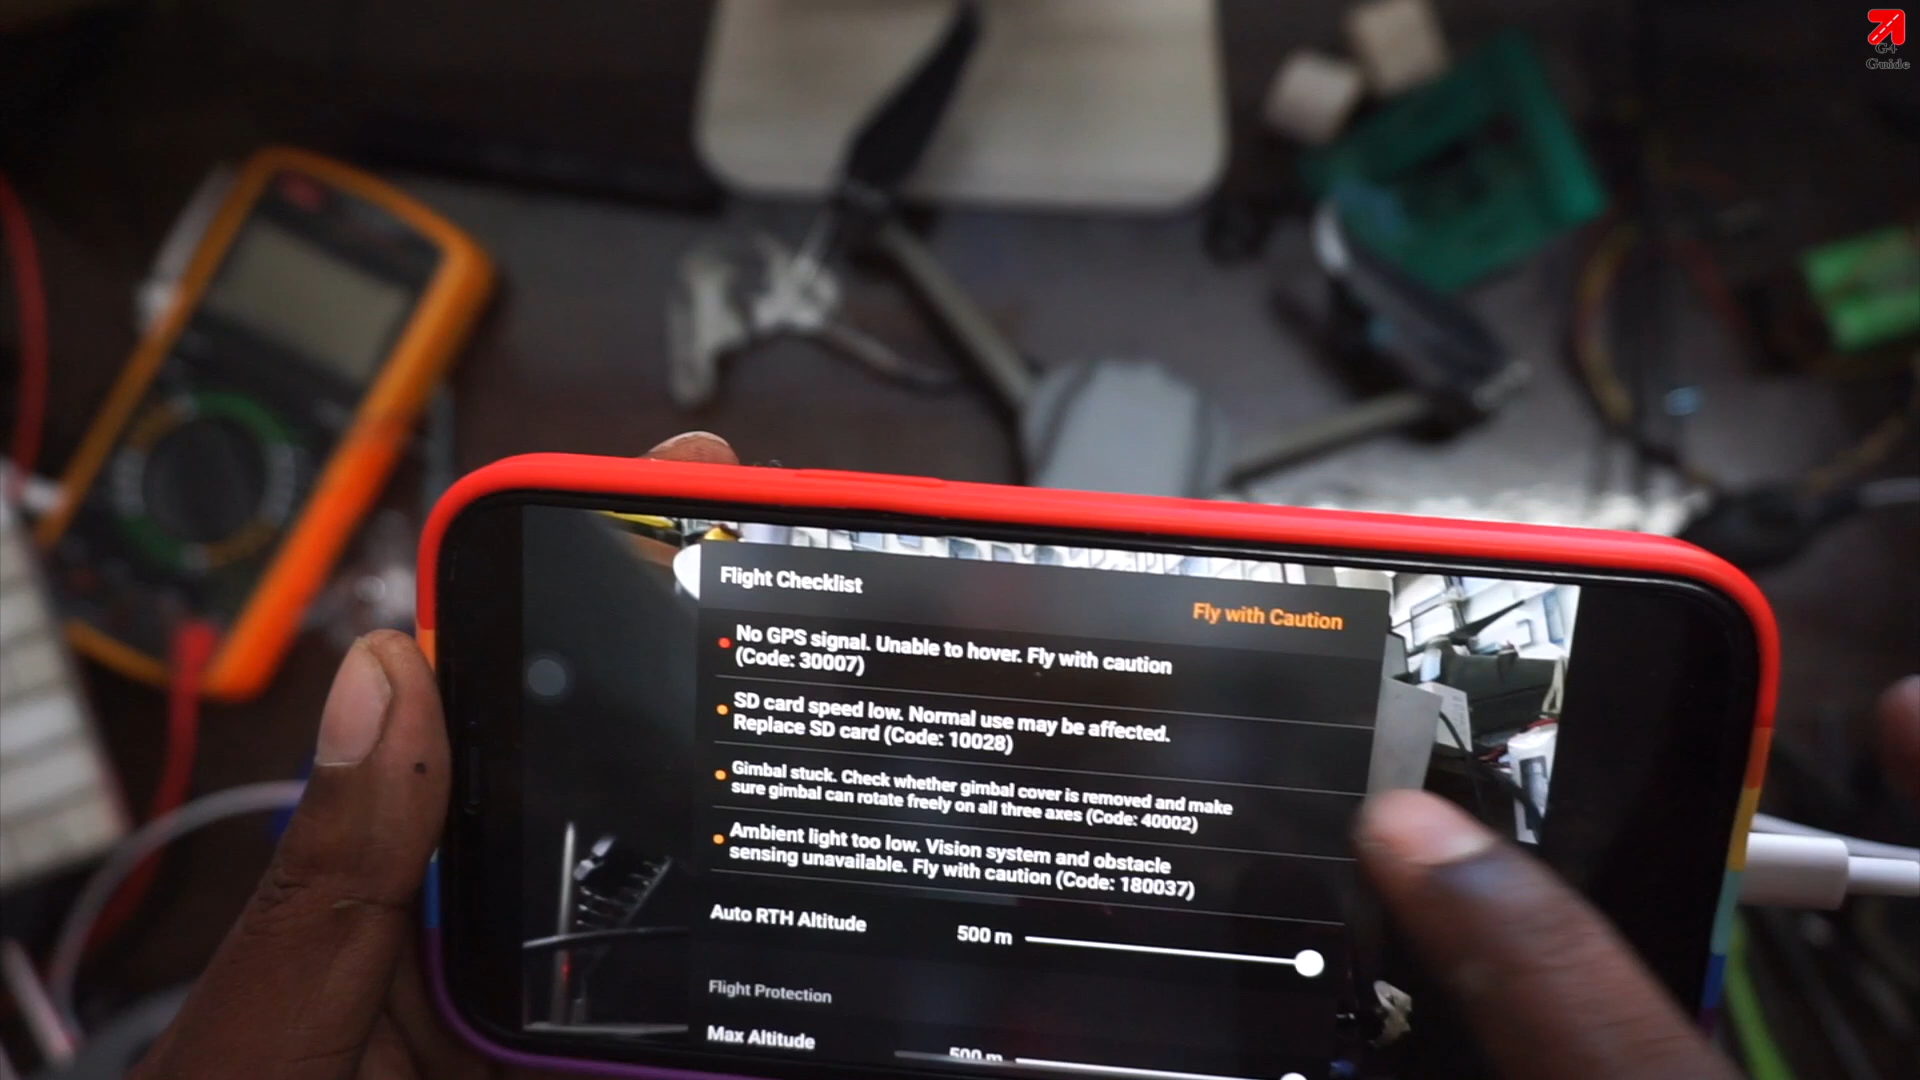 G4
Guide
Flight Checklist
Fly with Caution
No GPS signal. Unable to hover. Fly with caution
(Code: 30007)
SD card speed low. Normal use may be affected.
Replace SD card (Code: 10028)
Gimbal stuck. Check whether gimbal cover is removed and make
sure gimbal can rotate freely on all three axes (Code: 40002)
Ambient light too low. Vision system and obstacle
sensing unavailable. Fly with caution (Code: 180037)
Auto RTH Altitude
500 m
Flight Protection
Max Altitude
500 m